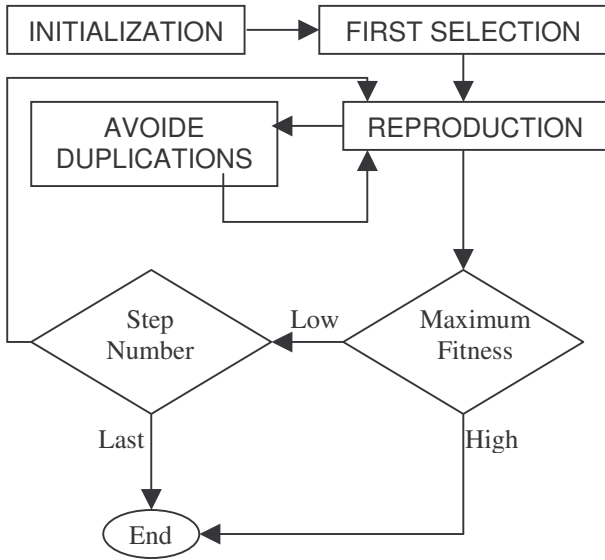 INITIALIZATION
FIRST SELECTION
AVOIDE
DUPLICATIONS
REPRODUCTION
Step
Number
Low
Maximum
Fitness
Last
High
End